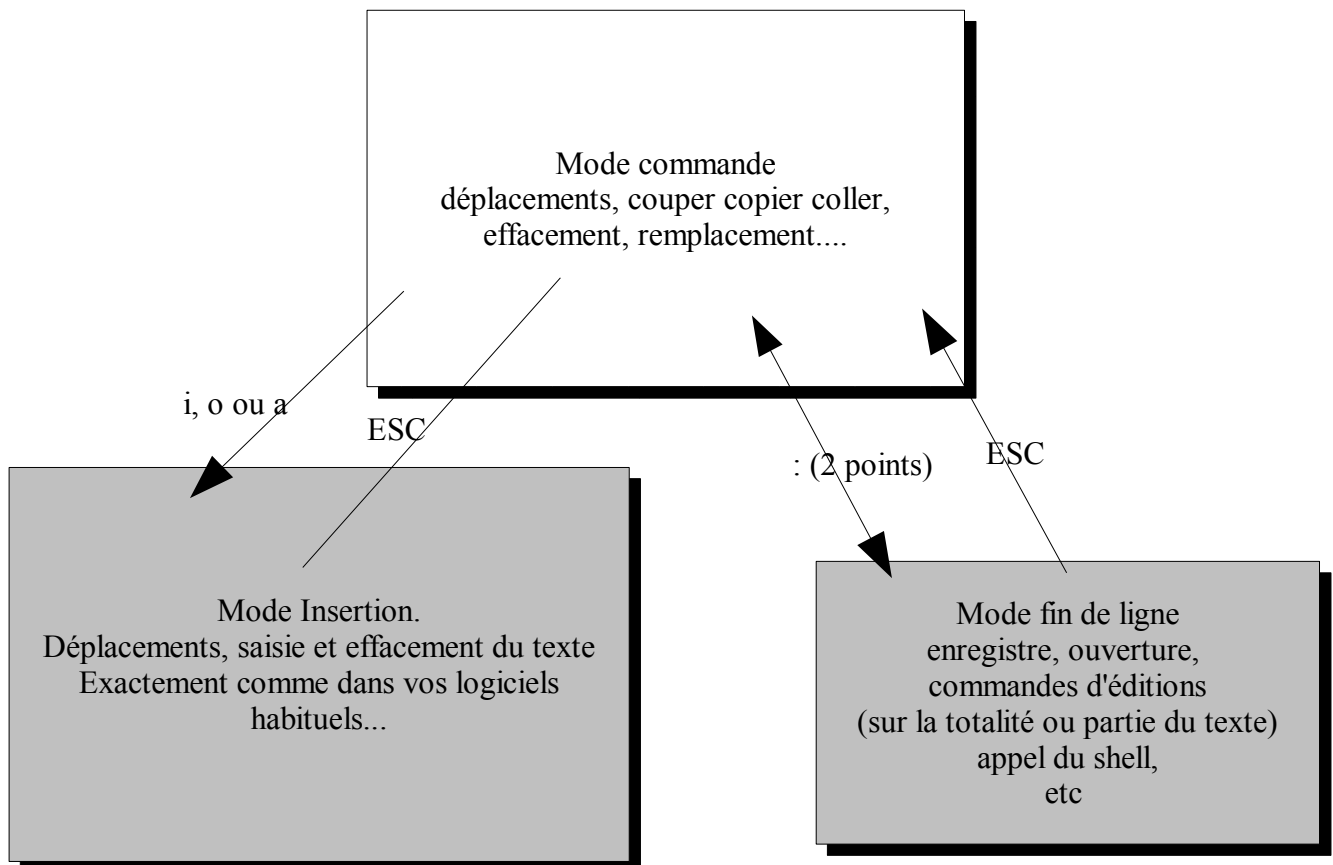 Mode commande
déplacements, couper copier coller,
effacement, remplacement....
i, o ou a
ESC
: (2 points)
ESC
Mode Insertion.
Déplacements, saisie et effacement du texte
Exactement comme dans vos logiciels
habituels...
Mode fin de ligne
enregistre, ouverture,
commandes d'éditions
(sur la totalité ou partie du texte)
appel du shell,
etc